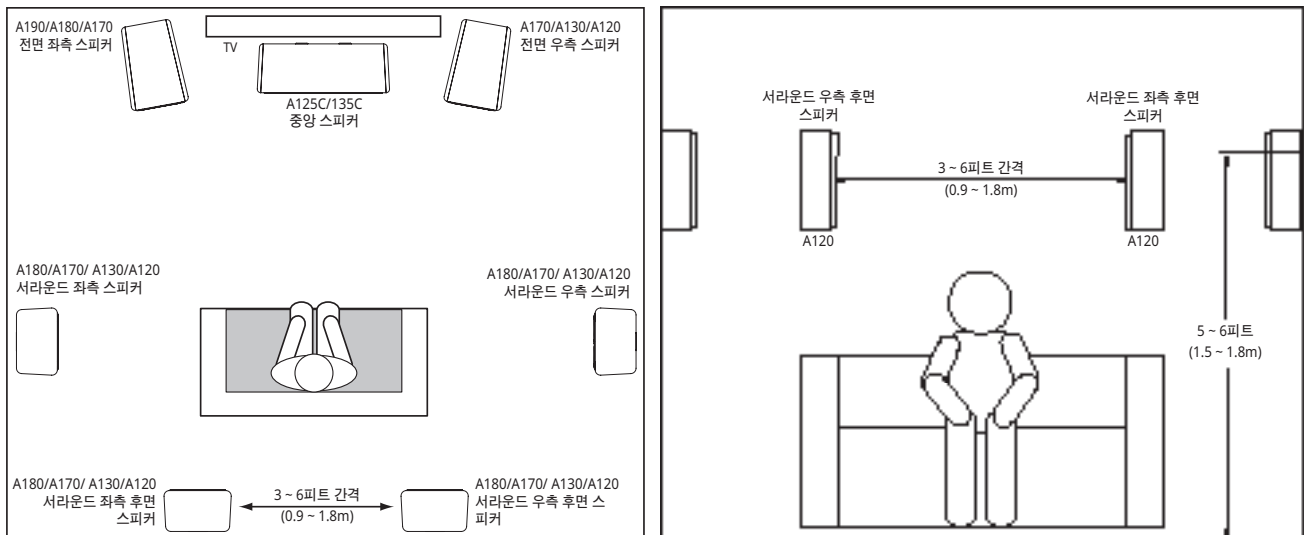 A190/A180/A170
전면 좌측 스피커
TV
A170/A130/A120
전면 우측 스피커
A125C/135C
중앙 스피커
A180/A170/ A130/A120
서라운드 좌측 스피커
A180/A170/ A130/A120
서라운드 우측 스피커
A180/A170/ A130/A120
서라운드 좌측 후면
스피커
3 ~ 6피트 간격
(0.9 ~ 1.8m)
A180/A170/ A130/A120
서라운드 우측 후면 스
피커
서라운드 우측 후면
스피커
서라운드 좌측 후면
스피커
3 ~ 6피트 간격
(0.9 ~ 1.8m)
A120
A120
5 ~ 6피트
(1.5 ~ 1.8m)